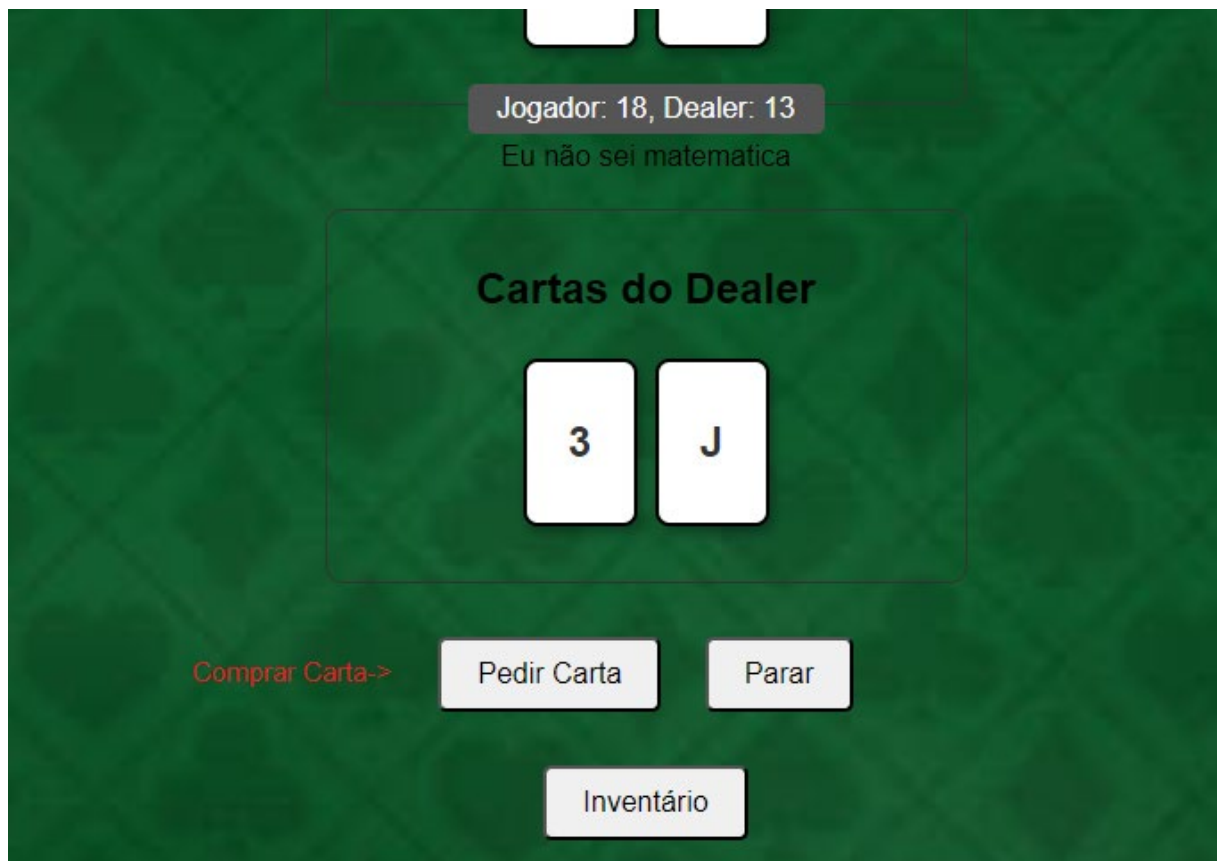 Jogador: 18, Dealer: 13
Eu não sei matematica
Cartas do Dealer
3 J
Comprar Carta-> Pedir Carta Parar
Inventário